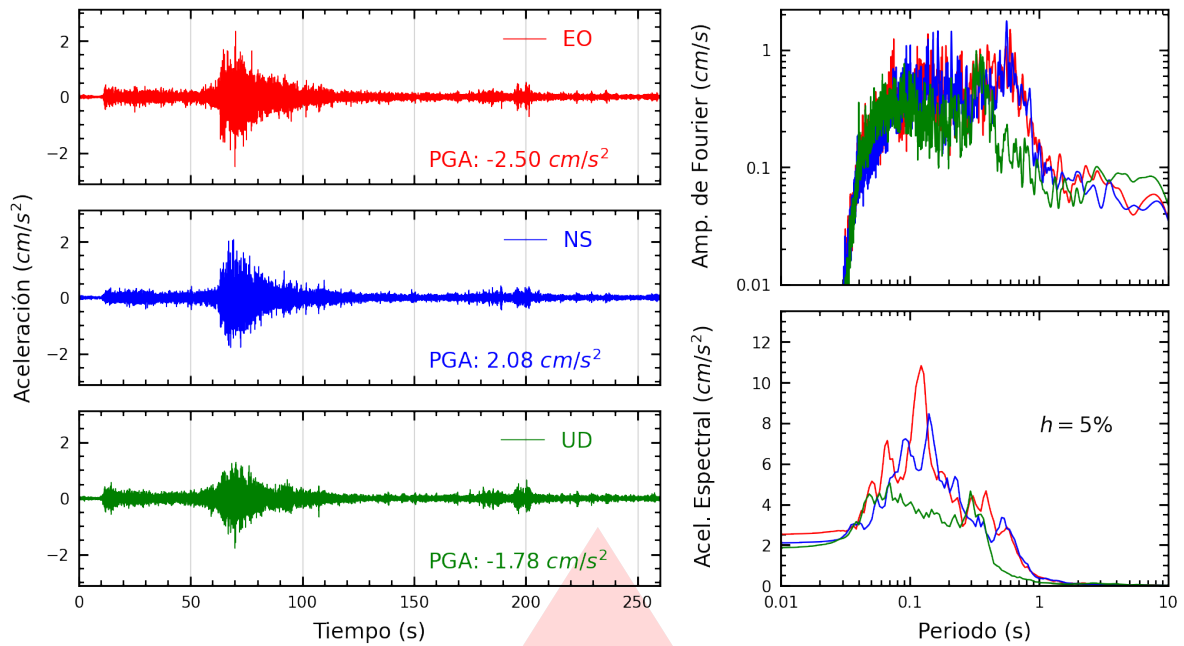 Aceleración (cm/s²)
2
0
−2
EO
PGA: -2.50 cm/s²
2
0
−2
NS
PGA: 2.08 cm/s²
2
0
−2
UD
PGA: -1.78 cm/s²
0 50 100 150 200 250
Tiempo (s)
Amp. de Fourier (cm/s)
1
0.1
0.01
Acel. Espectral (cm/s²)
12
10
8
6
4
2
0
h = 5%
0.01 0.1 1 10
Periodo (s)